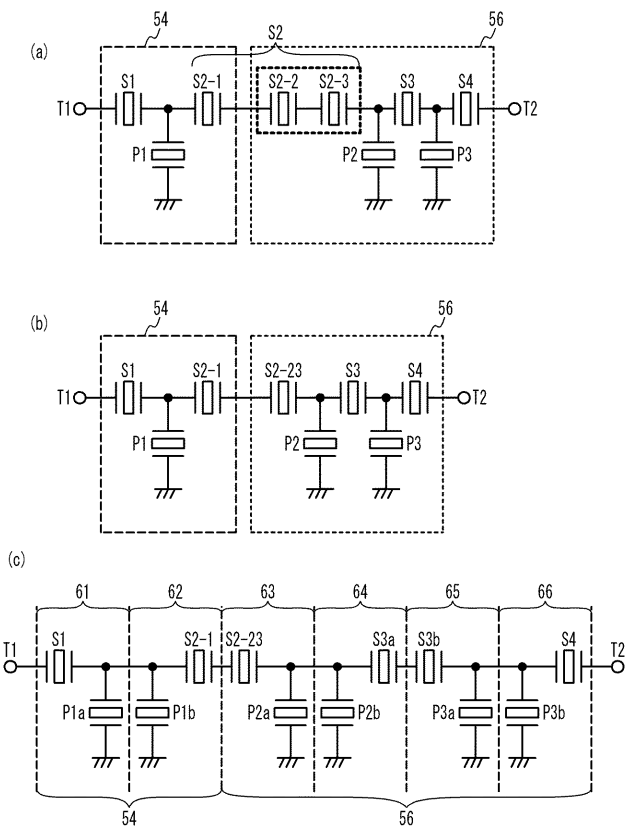 (a)
54
S2
56
T1
S1
S2-1
S2-2
S2-3
S3
S4
T2
P1
P2
P3
(b)
54
56
T1
S1
S2-1
S2-23
S3
S4
T2
P1
P2
P3
(c)
61
62
63
64
65
66
T1
S1
S2-1
S2-23
S3a
S3b
S4
T2
P1a
P1b
P2a
P2b
P3a
P3b
54
56